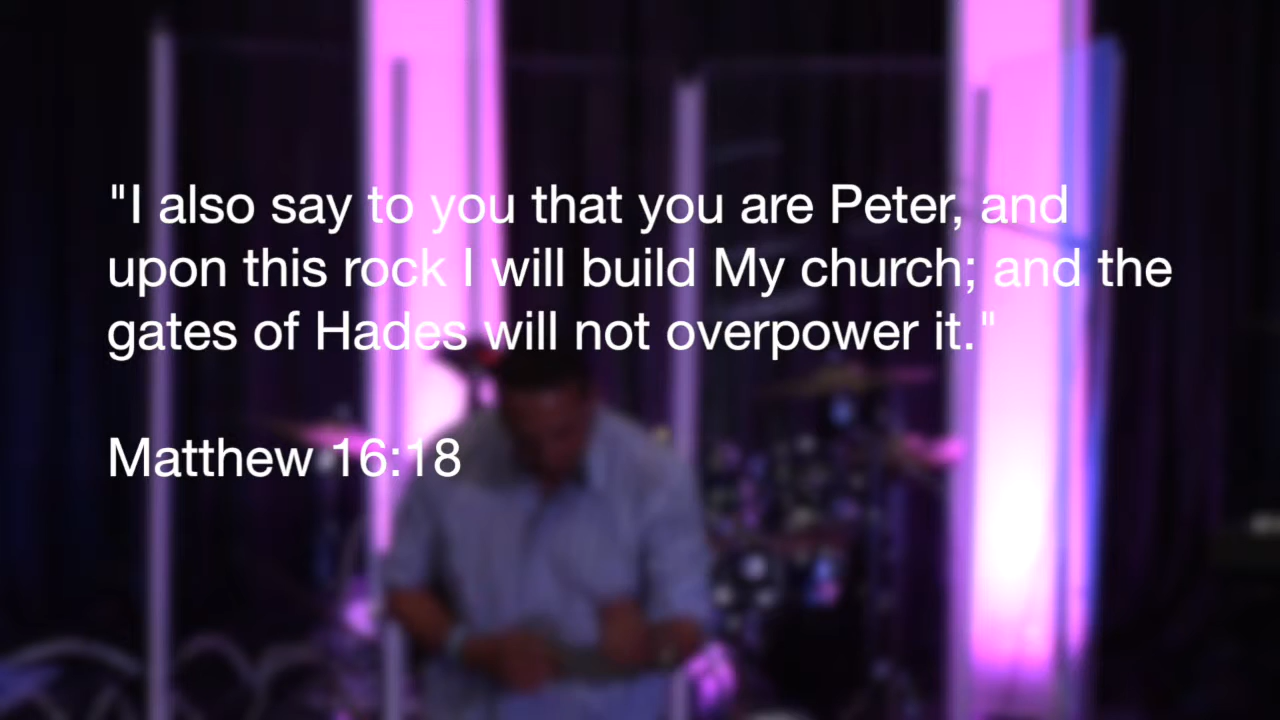 "I also say to you that you are Peter, and
upon this rock I will build My church; and the
gates of Hades will not overpower it."
Matthew 16:18